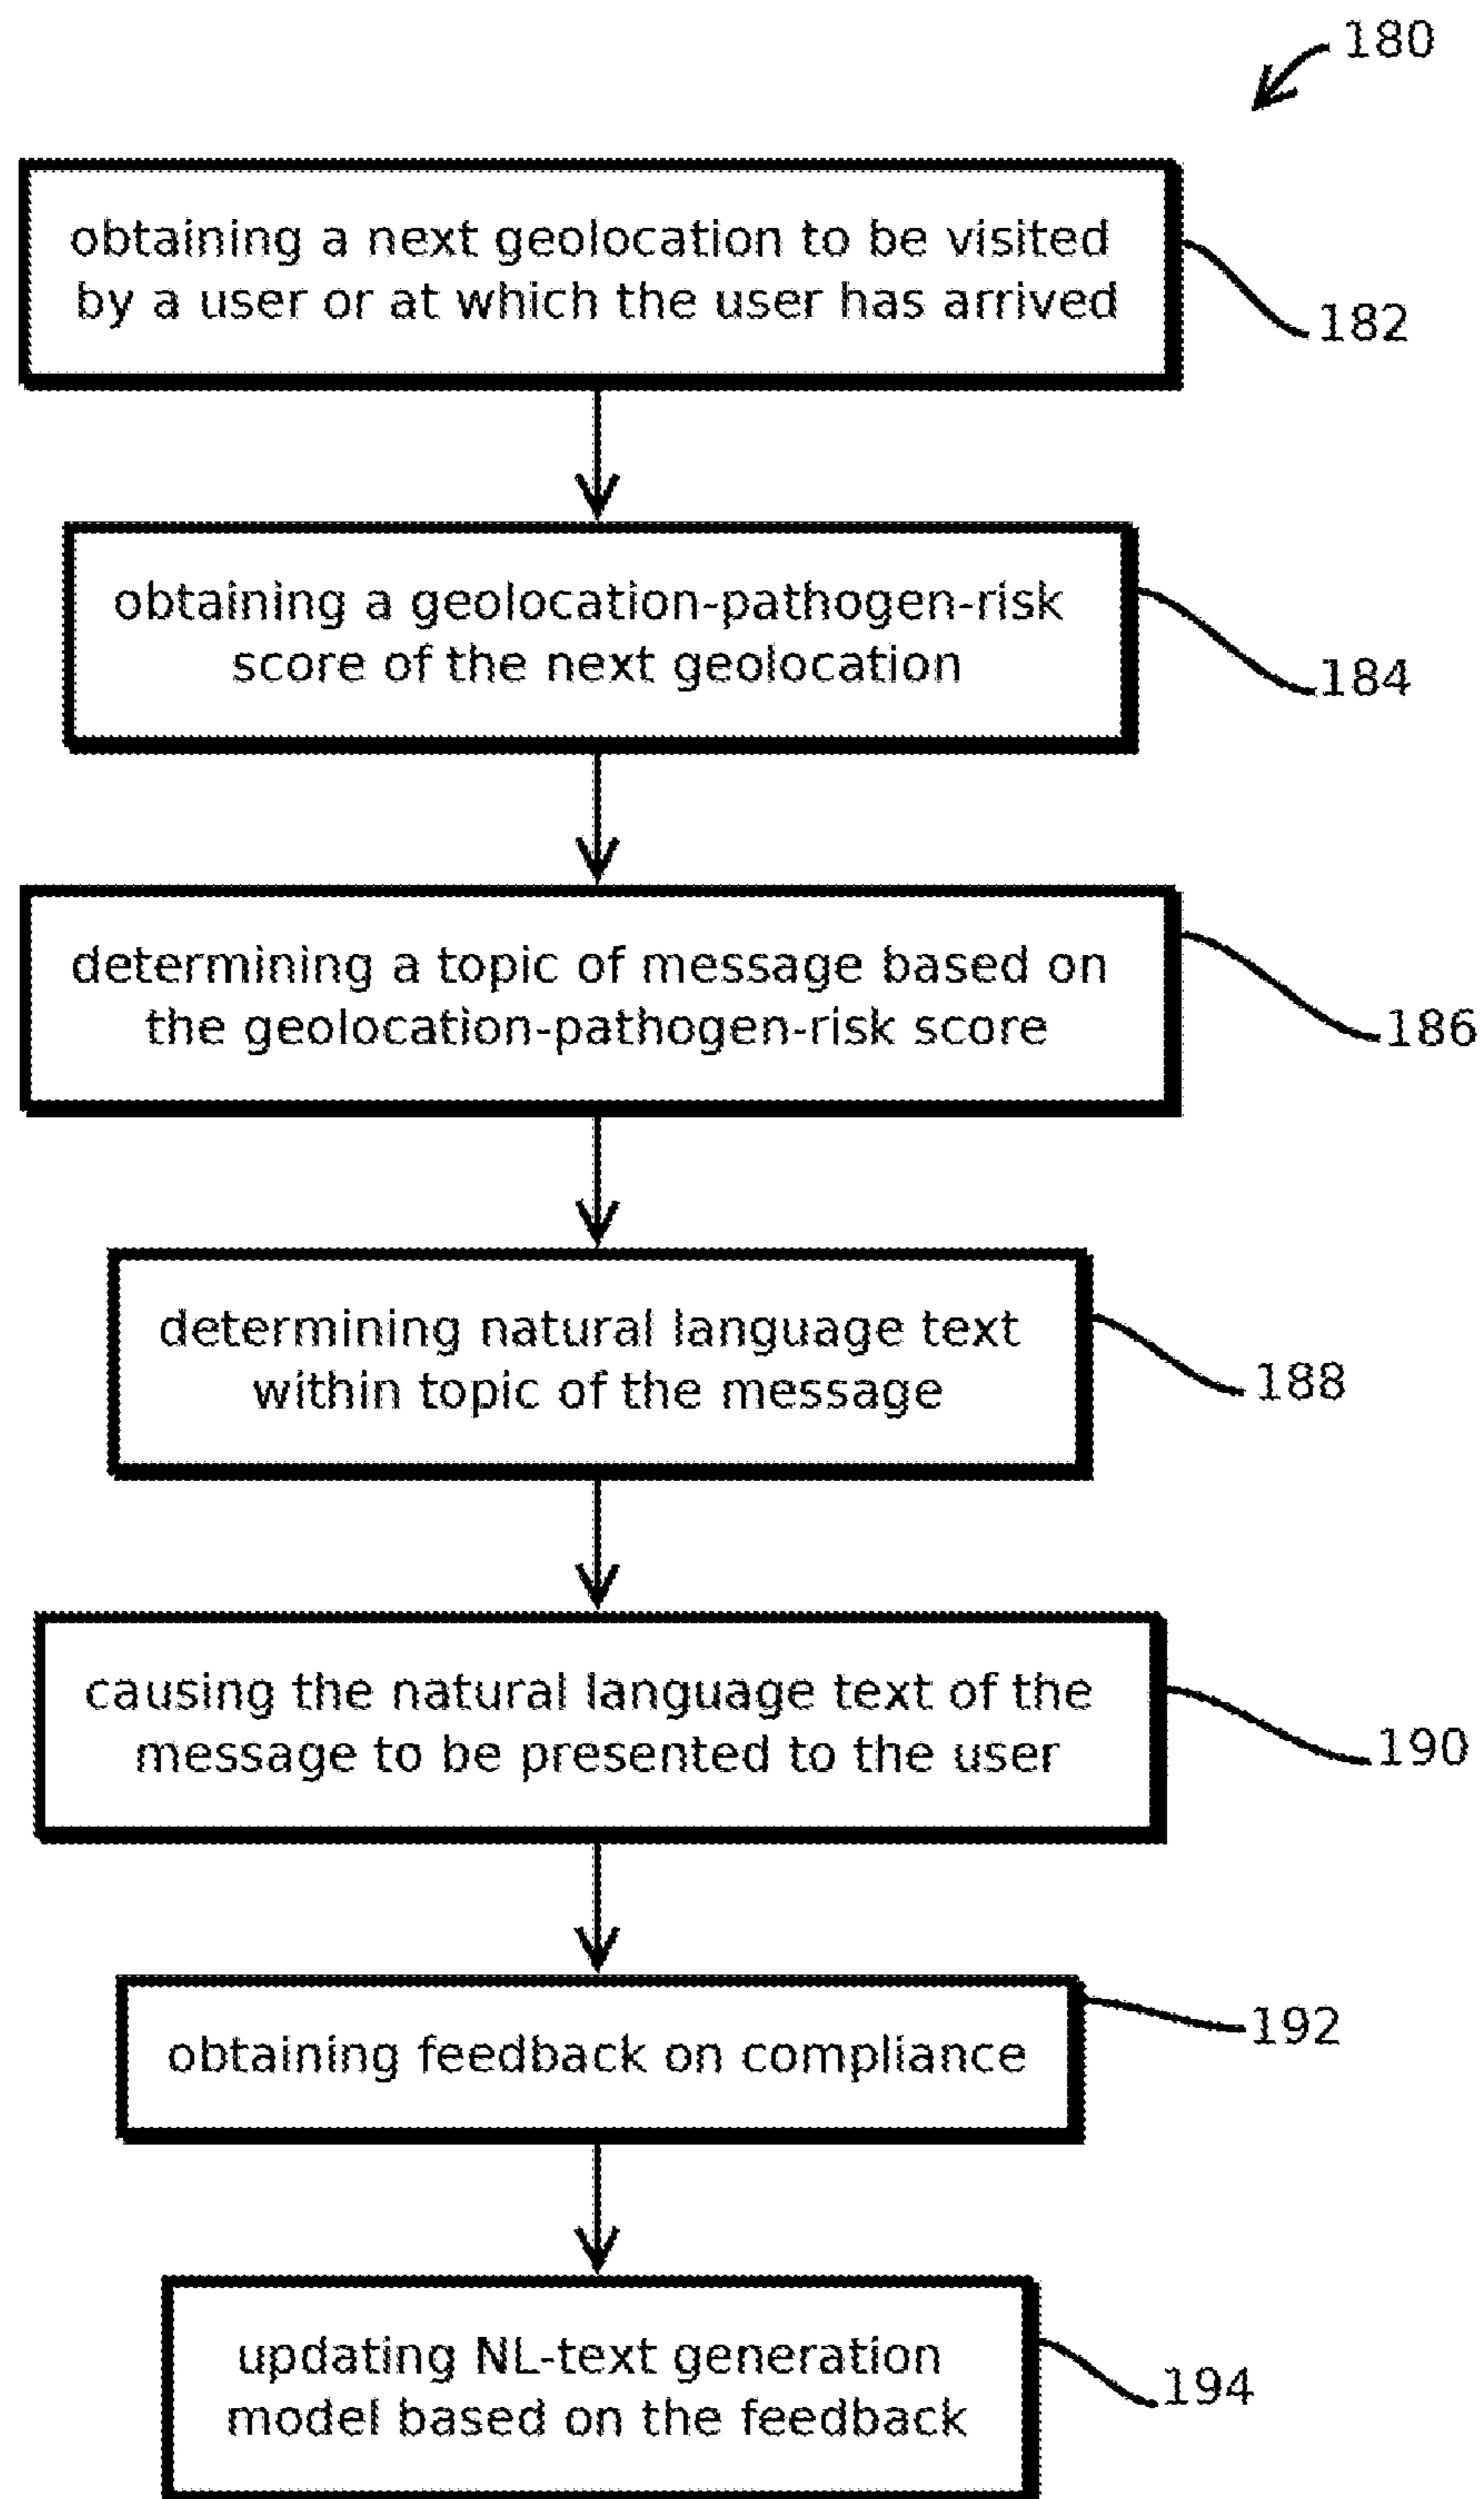 180
obtaining a next geolocation to be visited
by a user or at which the user has arrived
182
obtaining a geolocation-pathogen-risk
score of the next geolocation
184
determining a topic of message based on
the geolocation-pathogen-risk score
186
determining natural language text
within topic of the message
188
causing the natural language text of the
message to be presented to the user
190
obtaining feedback on compliance
192
updating NL-text generation
model based on the feedback
194